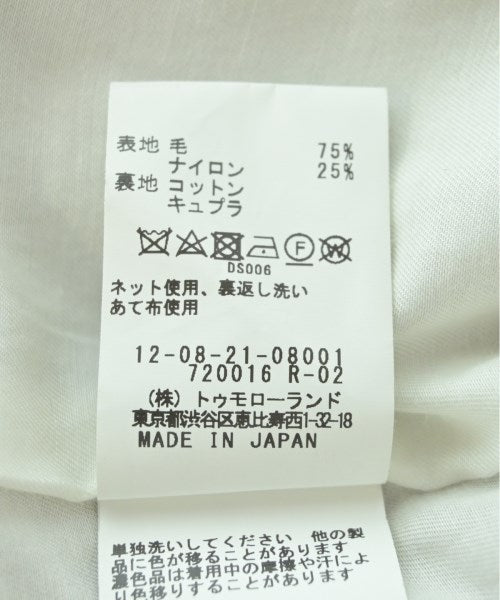 表地 毛 75%
ナイロン 25%
裏地 コットン
キュプラ
F W
DS006
ネット使用、裏返し洗い
あて布使用
12-08-21-08001
720016 R-02
(株) トゥモローランド
東京都渋谷区恵比寿西1-32-18
MADE IN JAPAN
単独洗いしてください 他の製
品に色が移ることがあります
濃色品は着用中の摩擦や汗によ
り色移りすることがあります